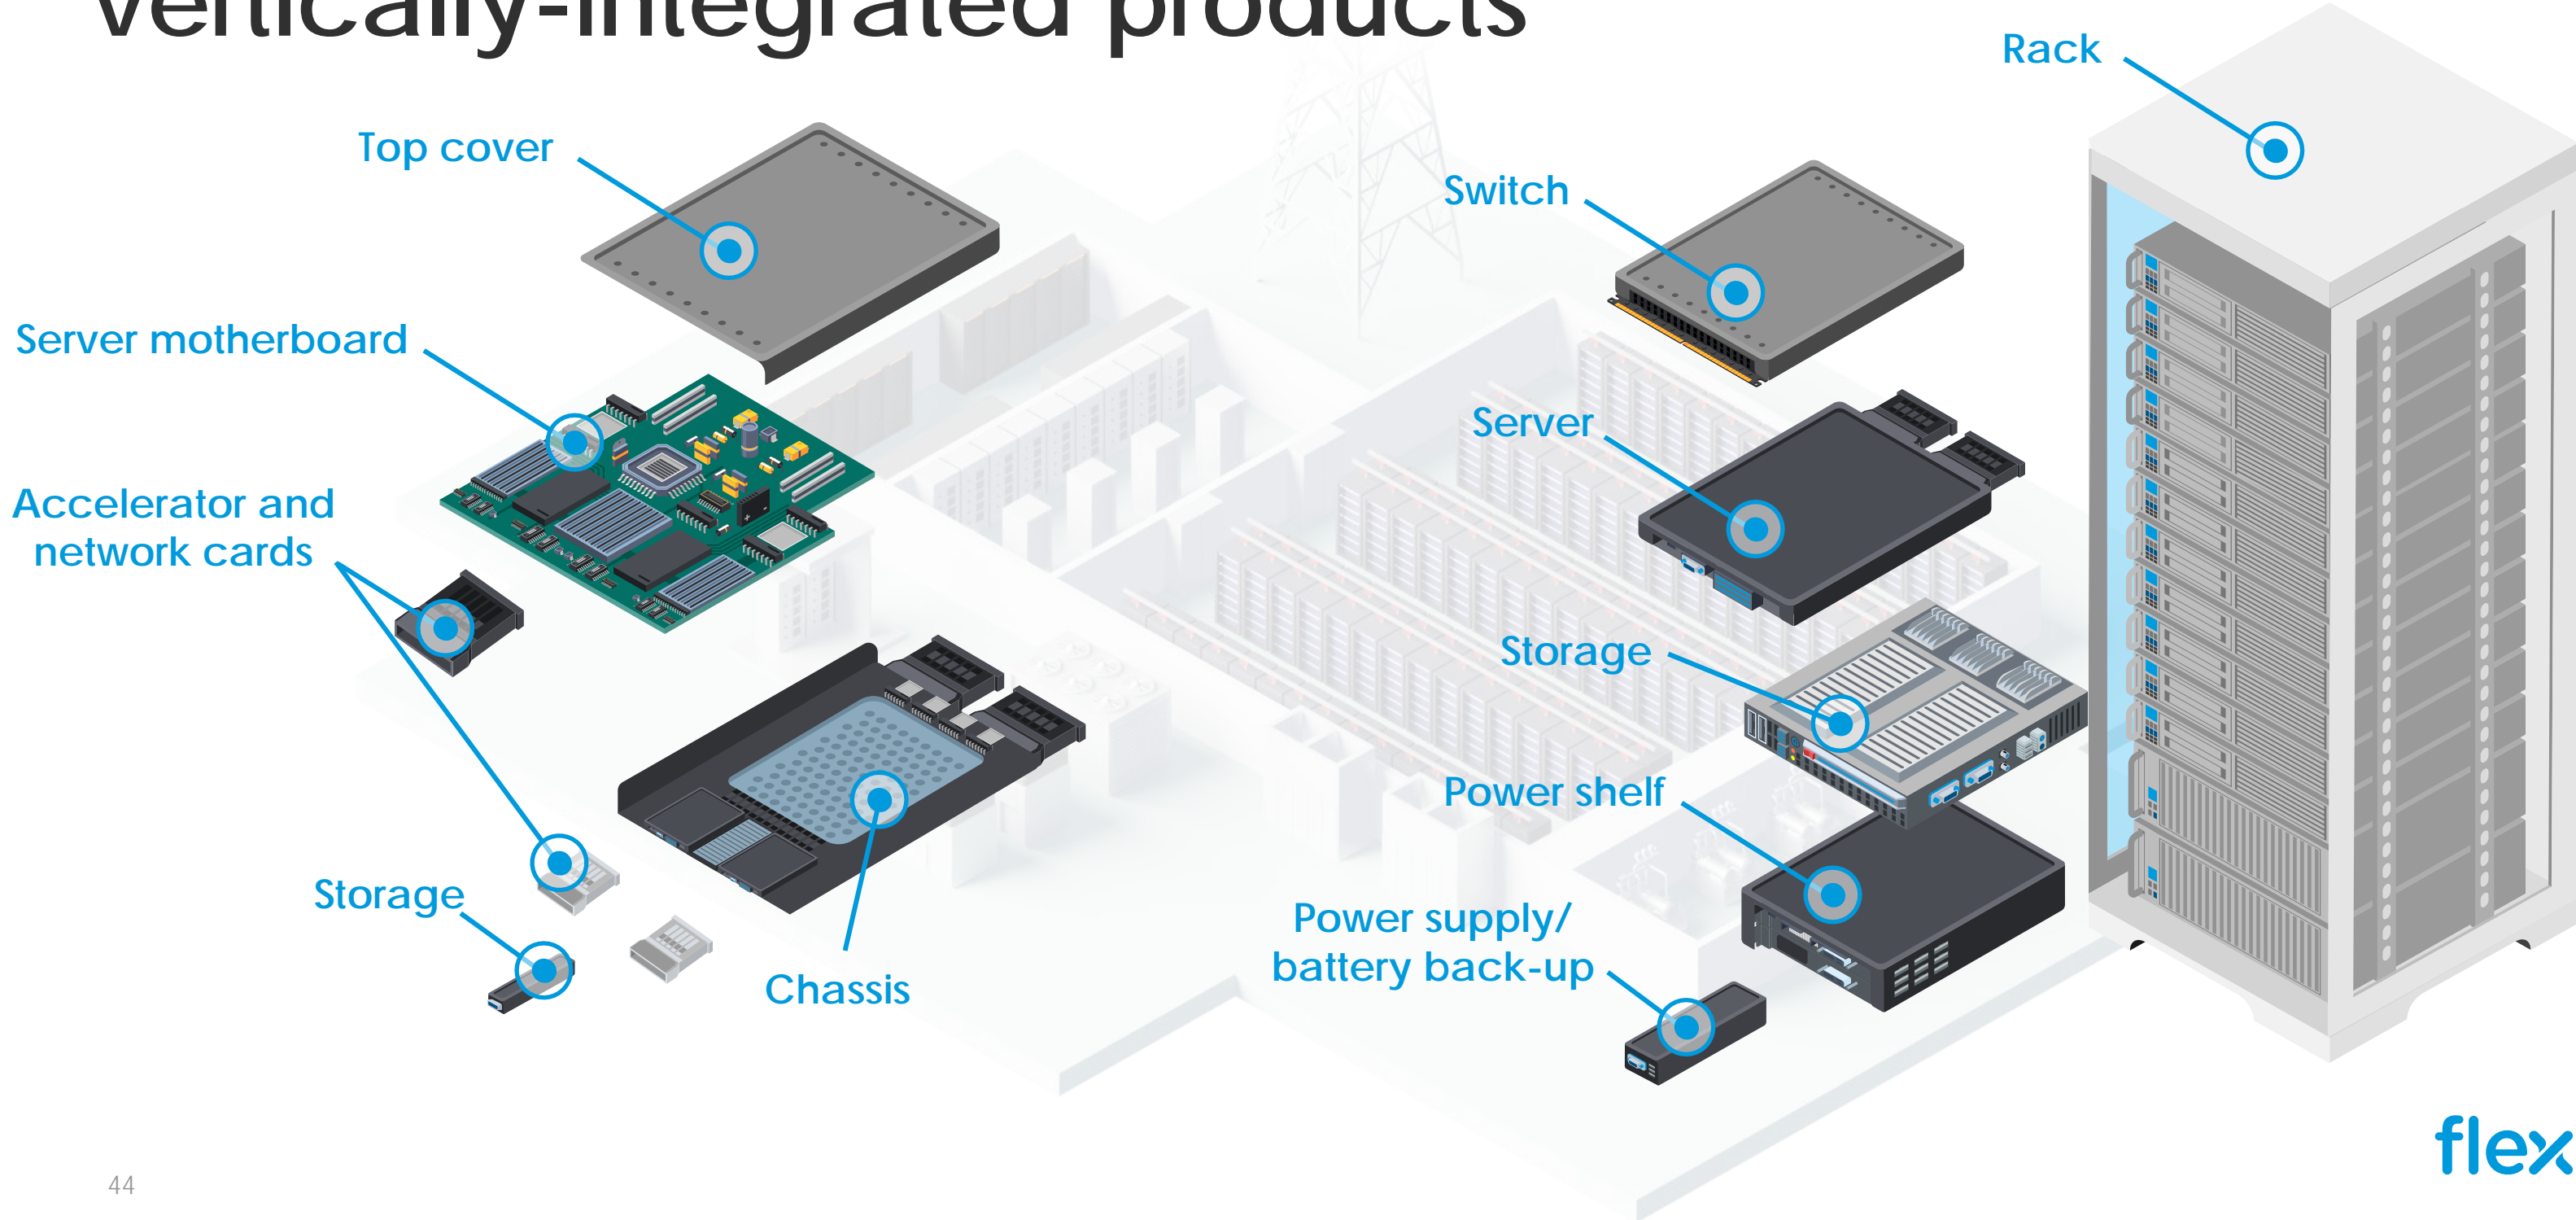 vertically-integrated products
Rack
Top cover
Switch
Server motherboard
Server
Accelerator and
network cards
Storage
Power shelf
Storage
Power supply/
battery back-up
Chassis
flex
44